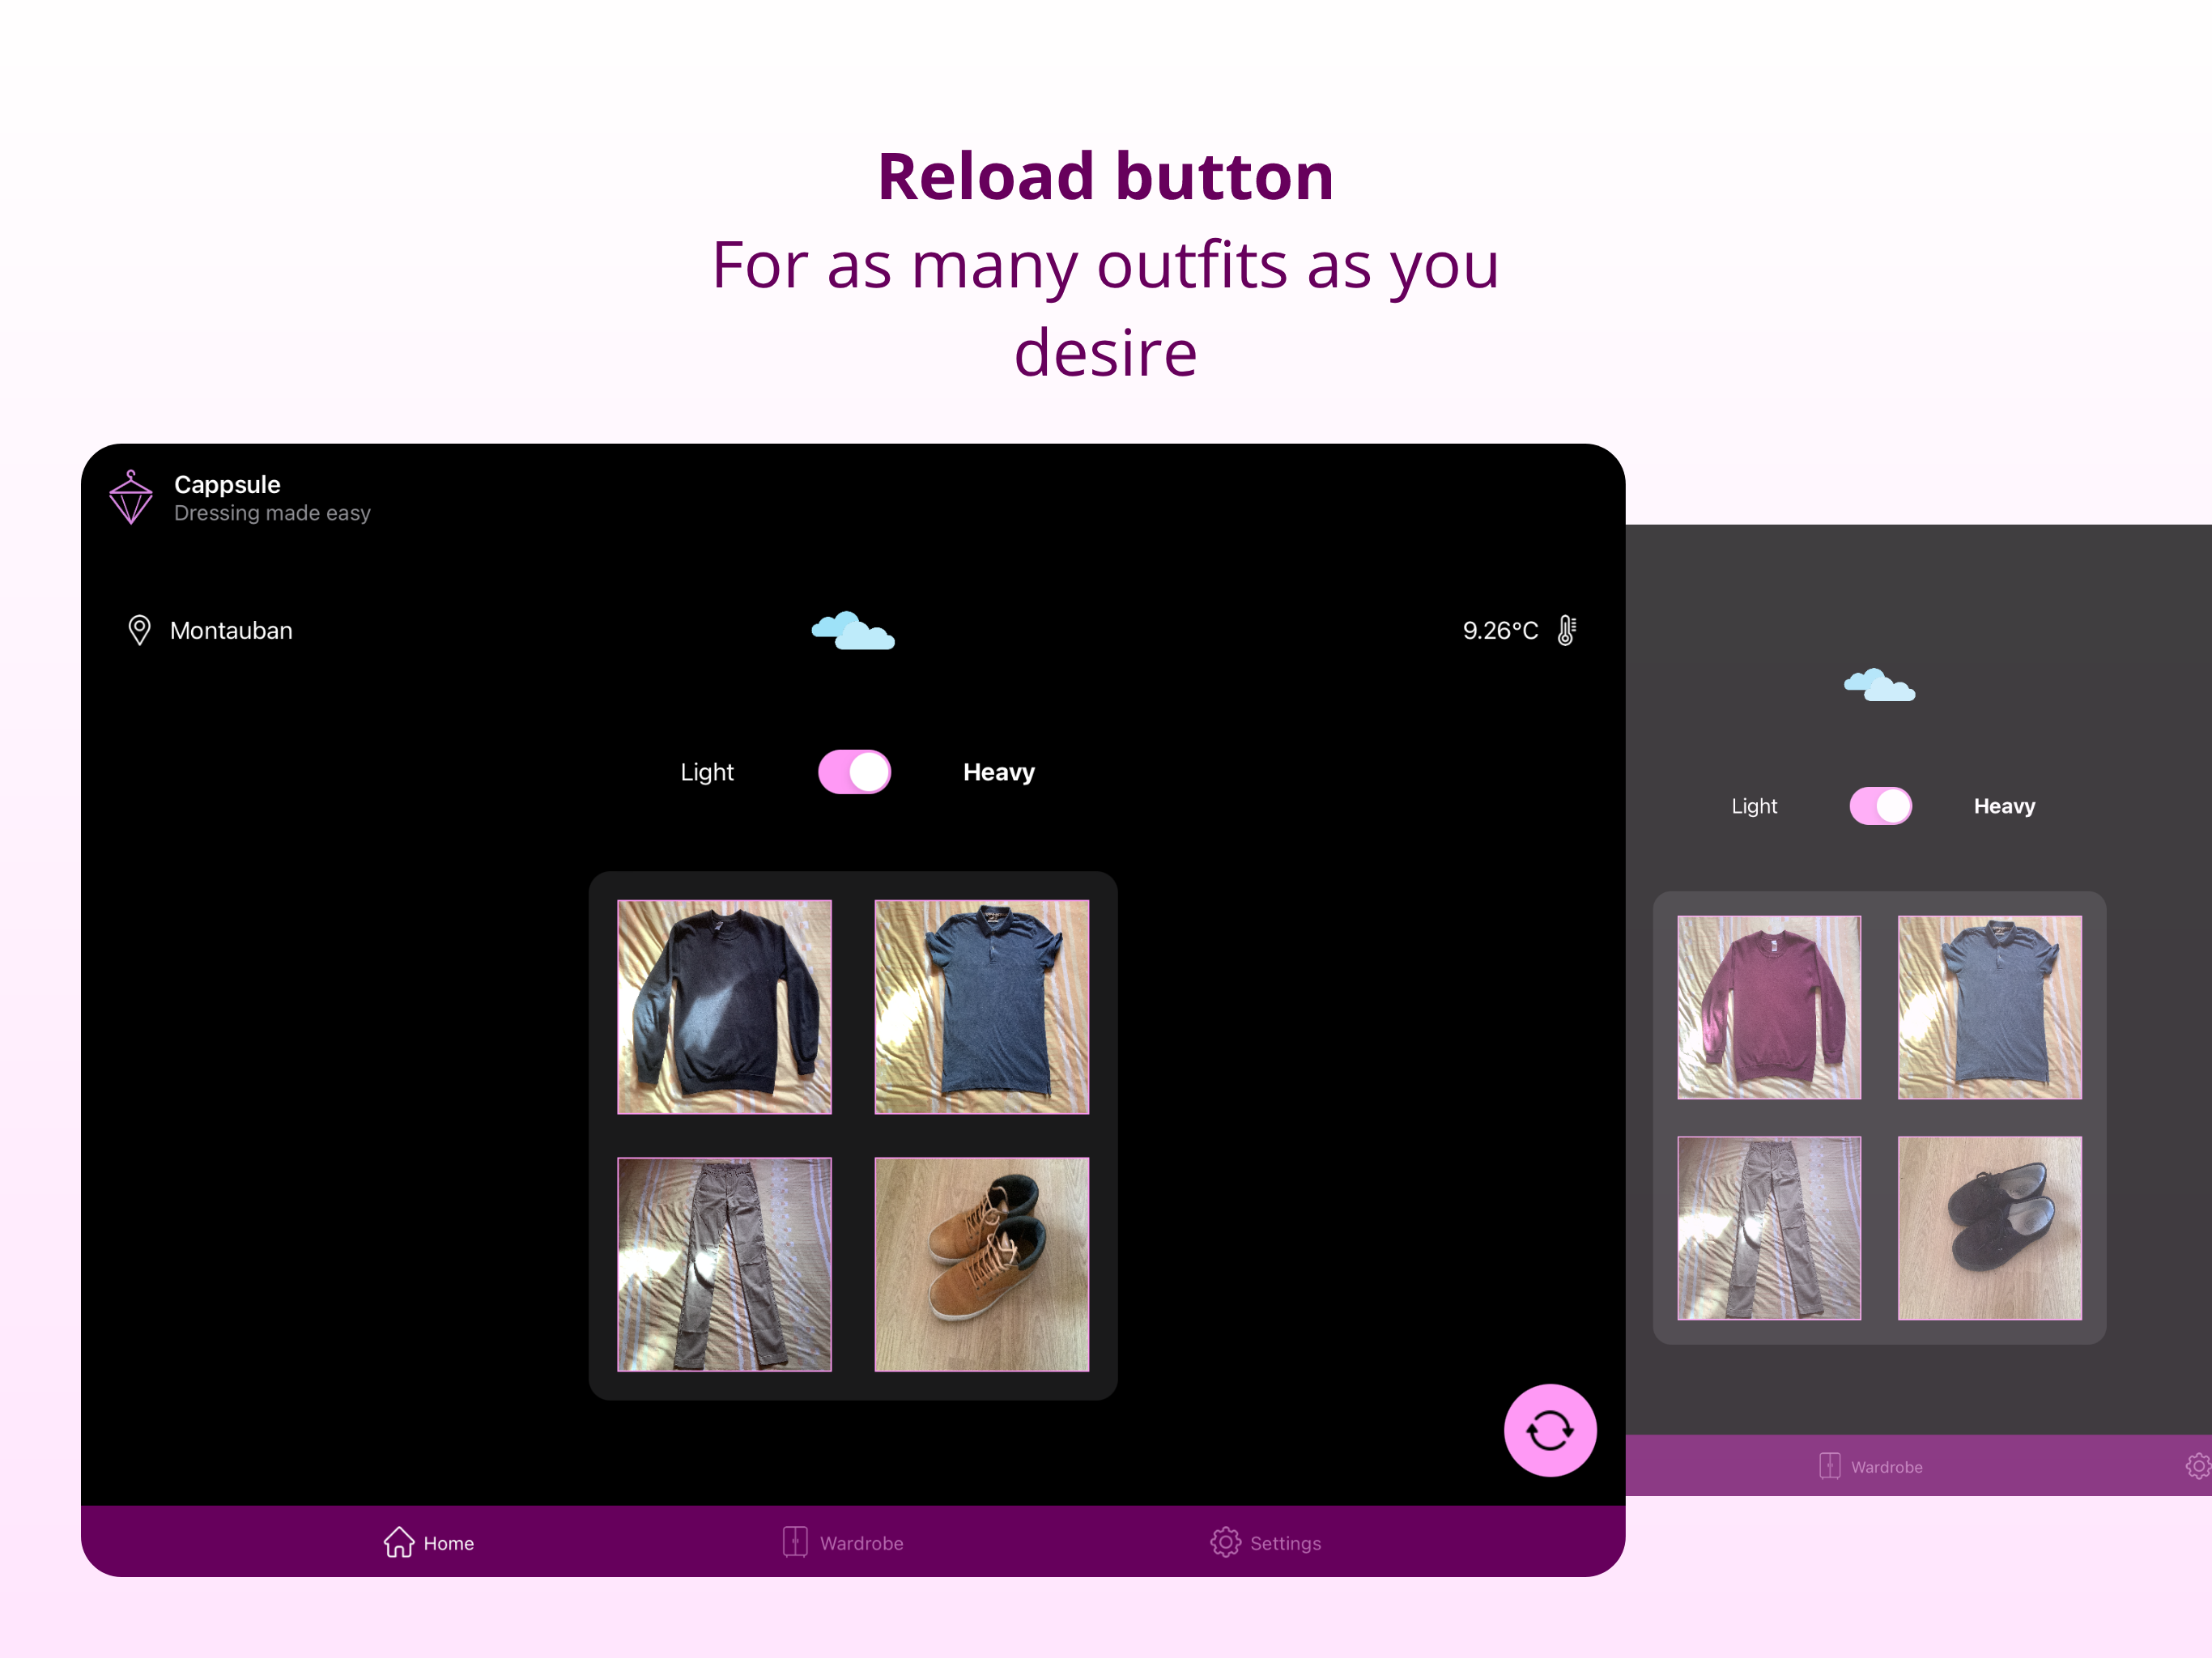 Reload button
For as many outfits as you
desire
Cappsule
Dressing made easy
Montauban
9.26°C
Light
Heavy
Home
Wardrobe
Settings
Light
Heavy
Wardrobe